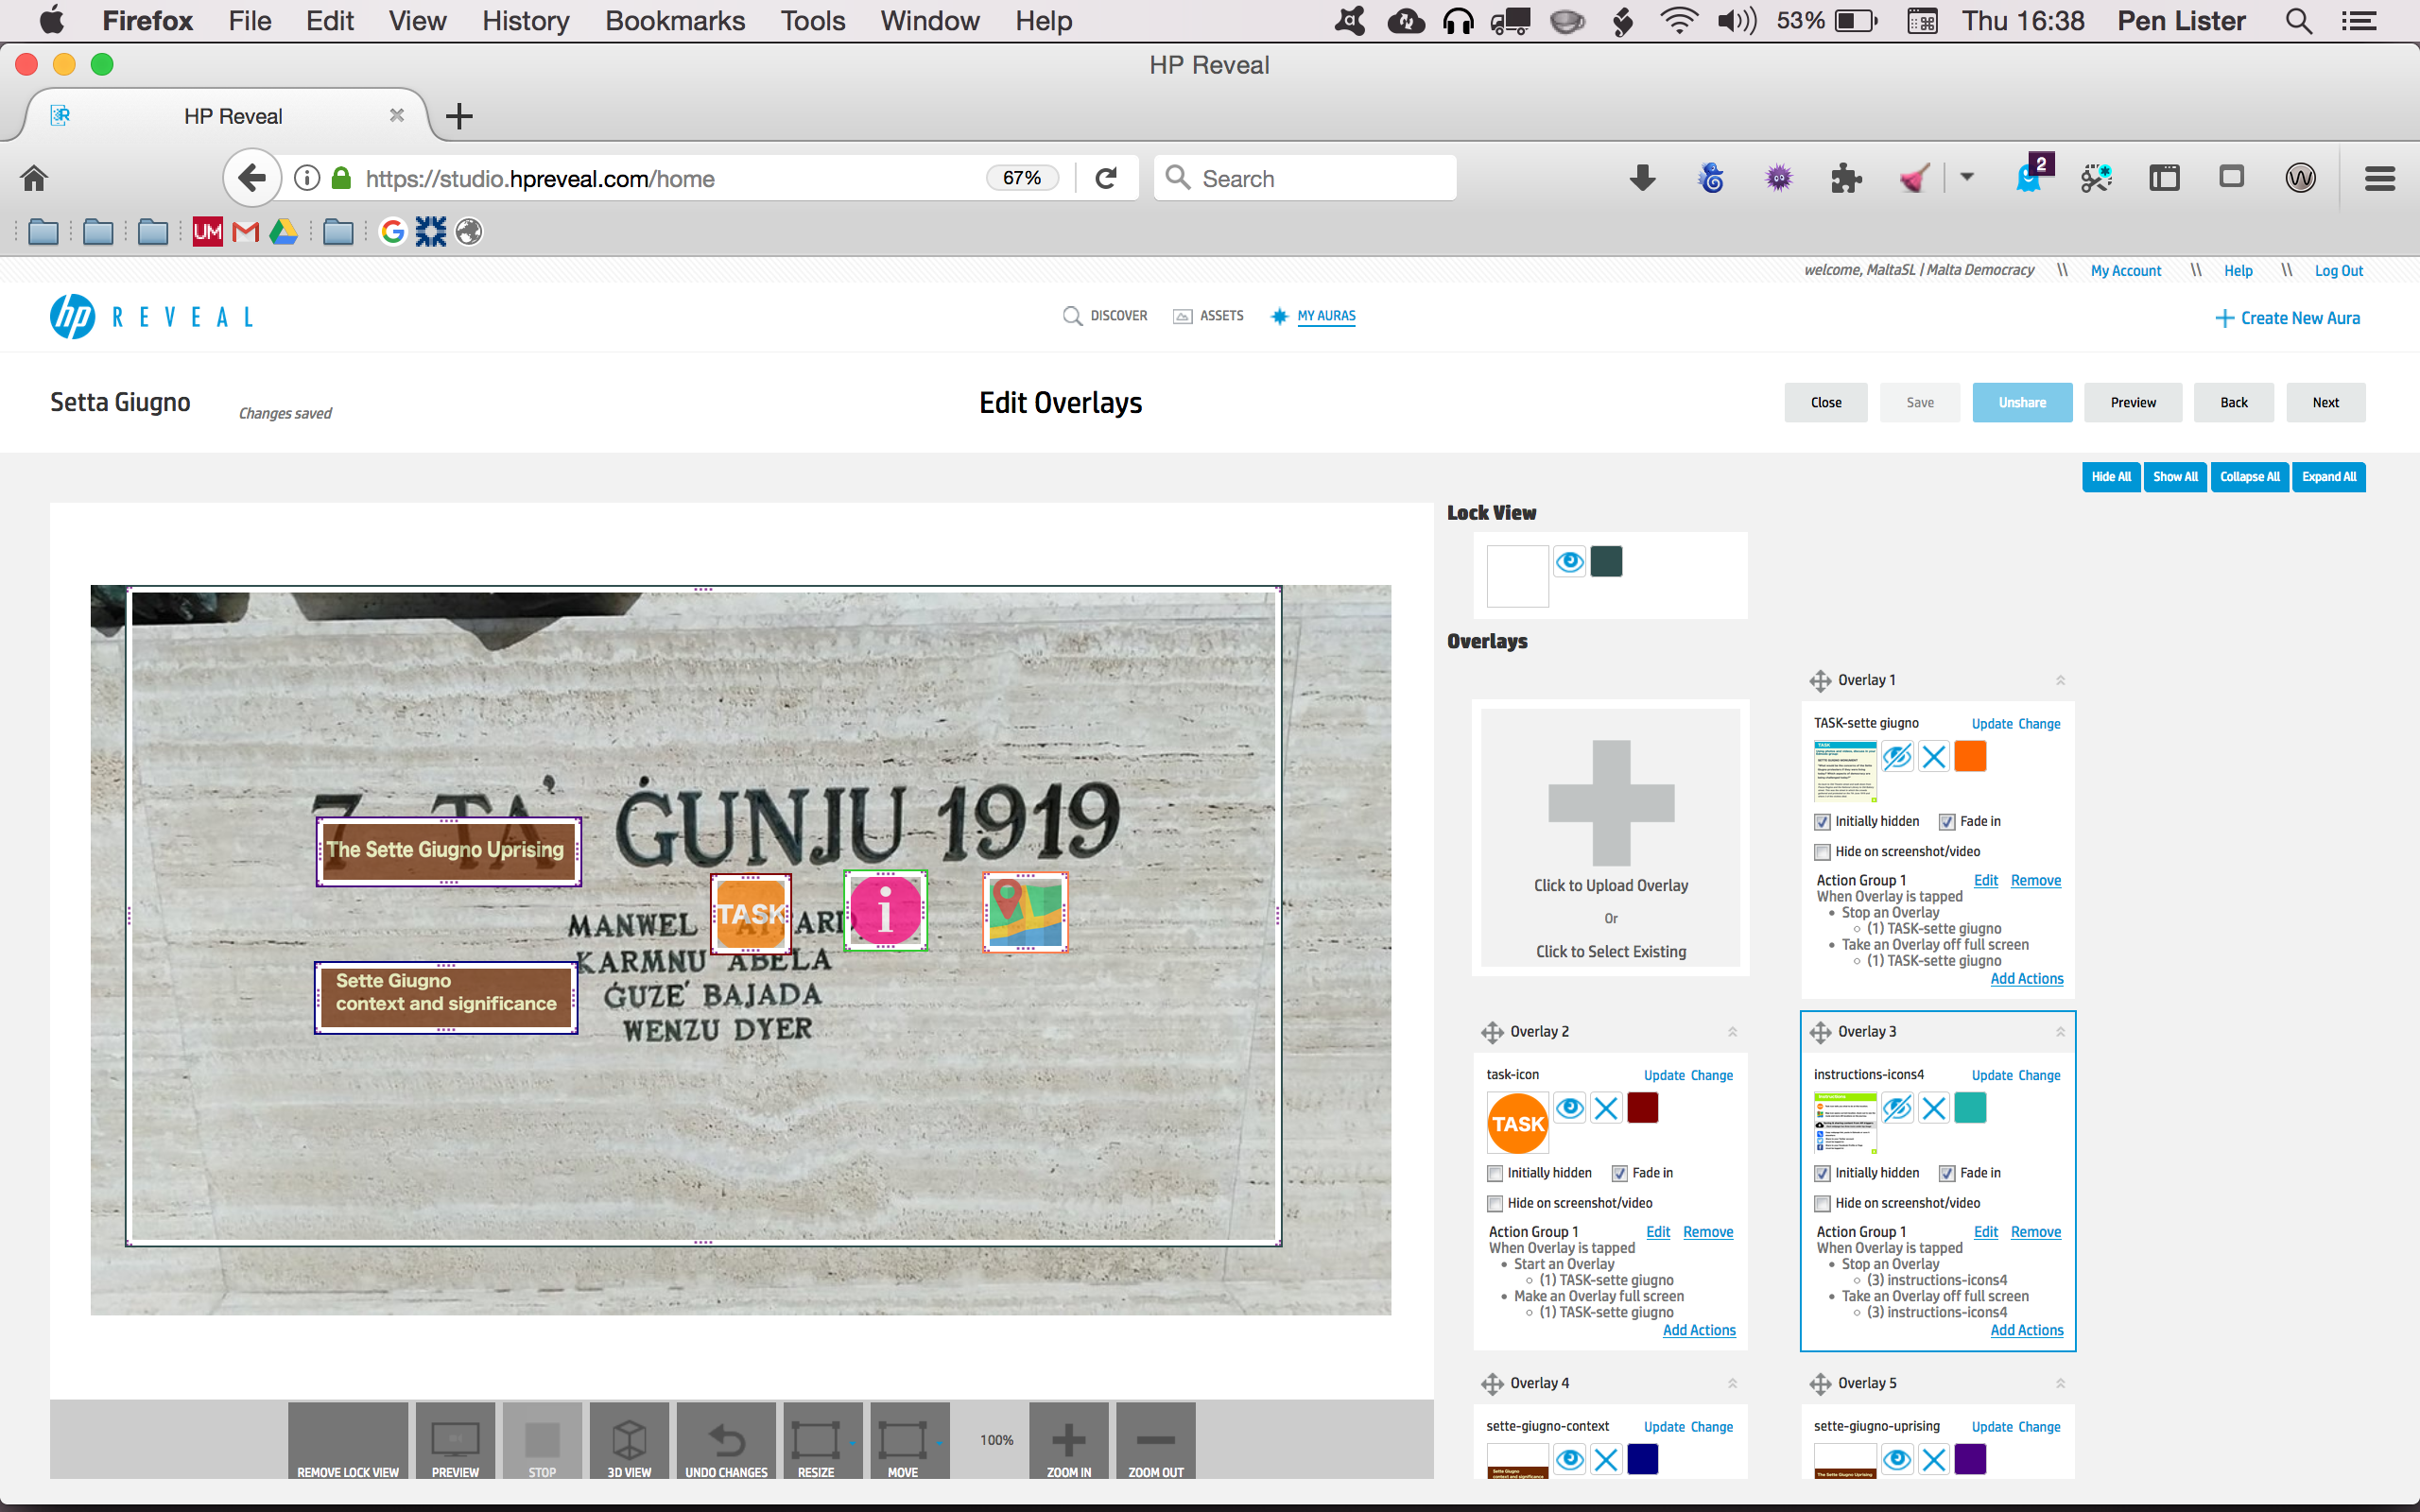 Firefox File Edit View History Bookmarks Tools Window Help 53% Thu 16:38 Pen Lister
HP Reveal
HP Reveal
https://studio.hpreveal.com/home 67% Search 2
UM
welcome, MaltaSL | Malta Democracy \\ My Account \\ Help \\ Log Out
hp REVEAL DISCOVER ASSETS MY AURAS Create New Aura
Setta Giugno Changes saved Edit Overlays Close Save Unshare Preview Back Next
Hide All Show All Collapse All Expand All
7 TA' ĠUNJU 1919
The Sette Giugno Uprising
TASK
i
MANWEL
KARMNU ABELA
ĠUZE' BAJADA
WENZU DYER
Sette Giugno
context and significance
REMOVE LOCK VIEW PREVIEW STOP 3D VIEW UNDO CHANGES RESIZE MOVE 100% ZOOM IN ZOOM OUT
Lock View
Overlays
Click to Upload Overlay
Or
Click to Select Existing
Overlay 1
TASK-sette giugno Update Change
TASK
Initially hidden Fade in
Hide on screenshot/video
Action Group 1 Edit Remove
When Overlay is tapped
• Stop an Overlay
○ (1) TASK-sette giugno
• Take an Overlay off full screen
○ (1) TASK-sette giugno
Add Actions
Overlay 2
task-icon Update Change
TASK
Initially hidden Fade in
Hide on screenshot/video
Action Group 1 Edit Remove
When Overlay is tapped
• Start an Overlay
○ (1) TASK-sette giugno
• Make an Overlay full screen
○ (1) TASK-sette giugno
Add Actions
Overlay 3
instructions-icons4 Update Change
Initially hidden Fade in
Hide on screenshot/video
Action Group 1 Edit Remove
When Overlay is tapped
• Stop an Overlay
○ (3) instructions-icons4
• Take an Overlay off full screen
○ (3) instructions-icons4
Add Actions
Overlay 4
sette-giugno-context Update Change
Sette Giugno
context and significance
Overlay 5
sette-giugno-uprising Update Change
The Sette Giugno Uprising